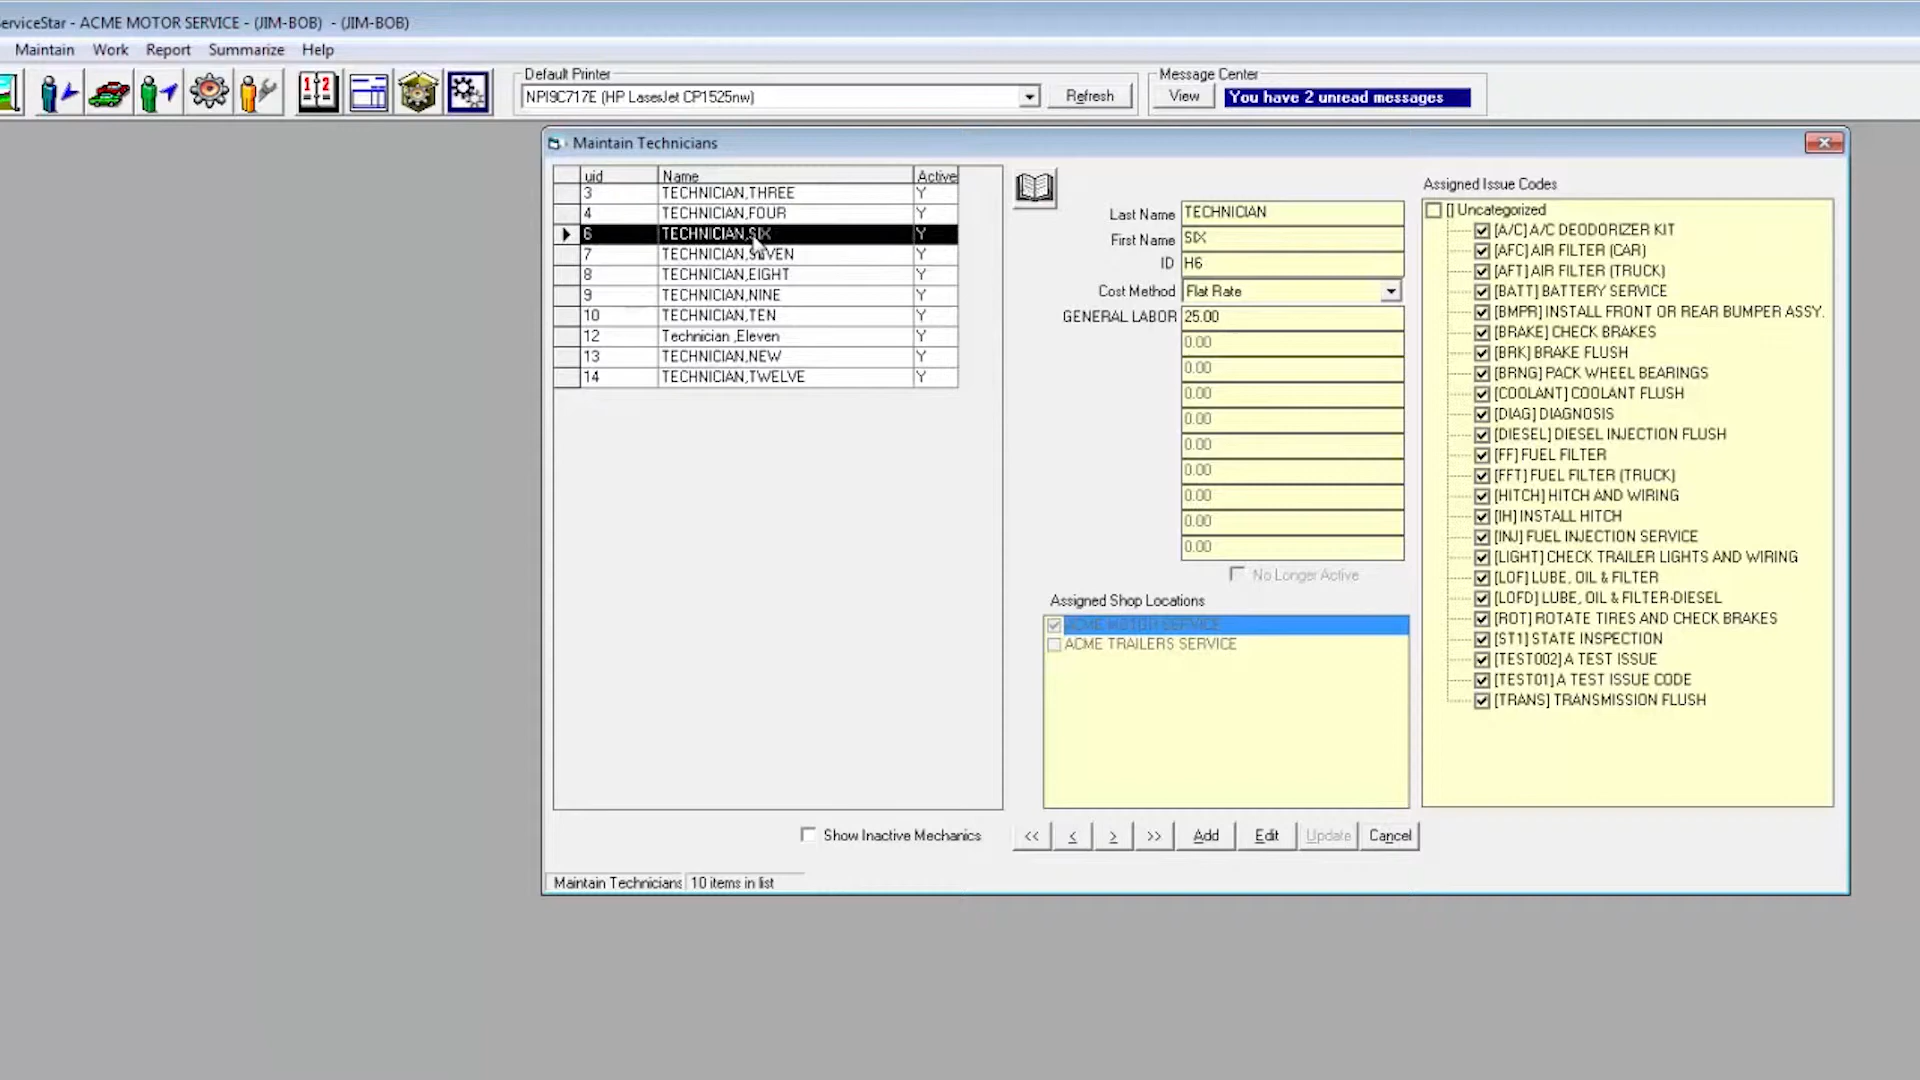 erviceStar - ACME MOTOR SERVICE - (JIM-BOB) - (JIM-BOB)
Maintain Work Report Summarize Help
Default Printer
NPI9C717E (HP LaserJet CP1525nw)
Refresh
Message Center
View
You have 2 unread messages
Maintain Technicians
uid Name Active
3 TECHNICIAN,THREE Y
4 TECHNICIAN,FOUR Y
6 TECHNICIAN,SIX Y
7 TECHNICIAN,SEVEN Y
8 TECHNICIAN,EIGHT Y
9 TECHNICIAN,NINE Y
10 TECHNICIAN,TEN Y
12 Technician ,Eleven Y
13 TECHNICIAN,NEW Y
14 TECHNICIAN,TWELVE Y
Last Name TECHNICIAN
First Name SIX
ID H6
Cost Method Flat Rate
GENERAL LABOR 25.00
0.00
0.00
0.00
0.00
0.00
0.00
0.00
0.00
0.00
No Longer Active
Assigned Shop Locations
ACME MOTOR SERVICE
ACME TRAILERS SERVICE
Assigned Issue Codes
[] Uncategorized
[A/C] A/C DEODORIZER KIT
[AFC] AIR FILTER (CAR)
[AFT] AIR FILTER (TRUCK)
[BATT] BATTERY SERVICE
[BMPR] INSTALL FRONT OR REAR BUMPER ASSY.
[BRAKE] CHECK BRAKES
[BRK] BRAKE FLUSH
[BRNG] PACK WHEEL BEARINGS
[COOLANT] COOLANT FLUSH
[DIAG] DIAGNOSIS
[DIESEL] DIESEL INJECTION FLUSH
[FF] FUEL FILTER
[FFT] FUEL FILTER (TRUCK)
[HITCH] HITCH AND WIRING
[IH] INSTALL HITCH
[INJ] FUEL INJECTION SERVICE
[LIGHT] CHECK TRAILER LIGHTS AND WIRING
[LOF] LUBE, OIL & FILTER
[LOFD] LUBE, OIL & FILTER-DIESEL
[ROT] ROTATE TIRES AND CHECK BRAKES
[ST1] STATE INSPECTION
[TEST002] A TEST ISSUE
[TEST01] A TEST ISSUE CODE
[TRANS] TRANSMISSION FLUSH
Show Inactive Mechanics
<< < > >> Add Edit Update Cancel
Maintain Technicians 10 items in list